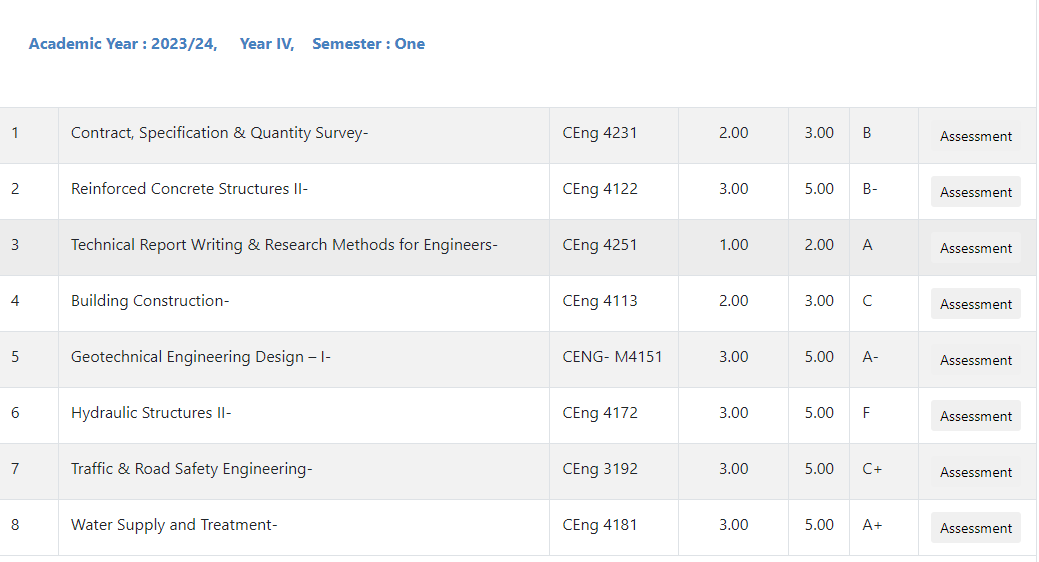 Academic Year : 2023/24, Year IV, Semester : One
1 Contract, Specification & Quantity Survey- CEng 4231 2.00 3.00 B Assessment
2 Reinforced Concrete Structures II- CEng 4122 3.00 5.00 B- Assessment
3 Technical Report Writing & Research Methods for Engineers- CEng 4251 1.00 2.00 A Assessment
4 Building Construction- CEng 4113 2.00 3.00 C Assessment
5 Geotechnical Engineering Design – I- CENG- M4151 3.00 5.00 A- Assessment
6 Hydraulic Structures II- CEng 4172 3.00 5.00 F Assessment
7 Traffic & Road Safety Engineering- CEng 3192 3.00 5.00 C+ Assessment
8 Water Supply and Treatment- CEng 4181 3.00 5.00 A+ Assessment